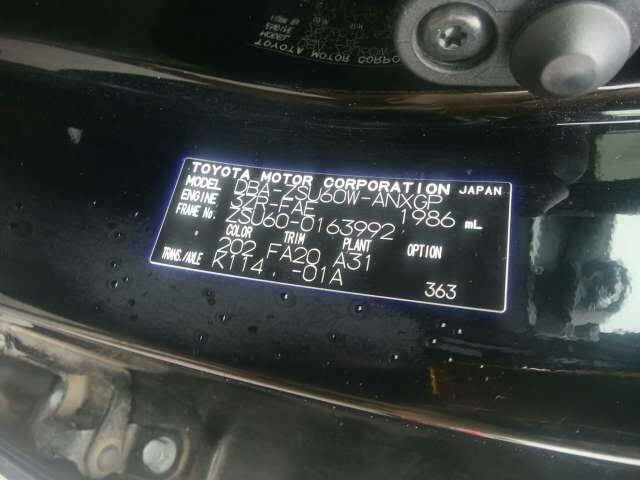 TOYOTA MOTOR CORPORATION JAPAN
MODEL DBA-ZSU60W-ANXGP
ENGINE 3ZR-FAE 1986 mL
FRAME No. ZSU60-0163992
COLOR TRIM PLANT OPTION
202 FA20 A31
TRANS./AXLE K114 -01A
363